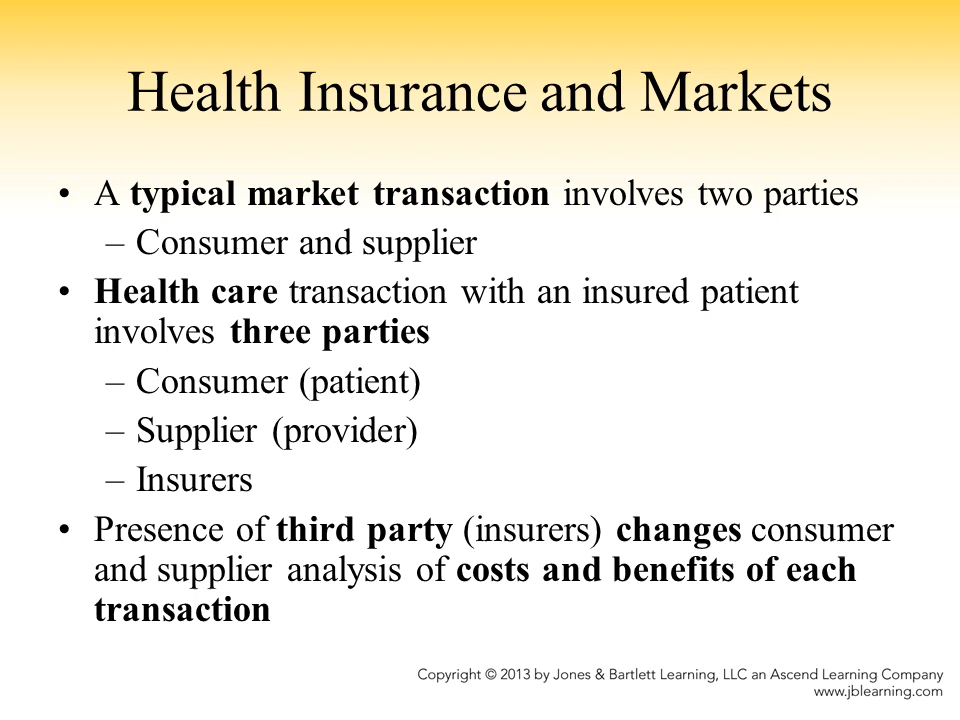 Health Insurance and Markets
• A typical market transaction involves two parties
– Consumer and supplier
• Health care transaction with an insured patient
involves three parties
– Consumer (patient)
– Supplier (provider)
– Insurers
• Presence of third party (insurers) changes consumer
and supplier analysis of costs and benefits of each
transaction
Copyright © 2013 by Jones & Bartlett Learning, LLC an Ascend Learning Company
www.jblearning.com